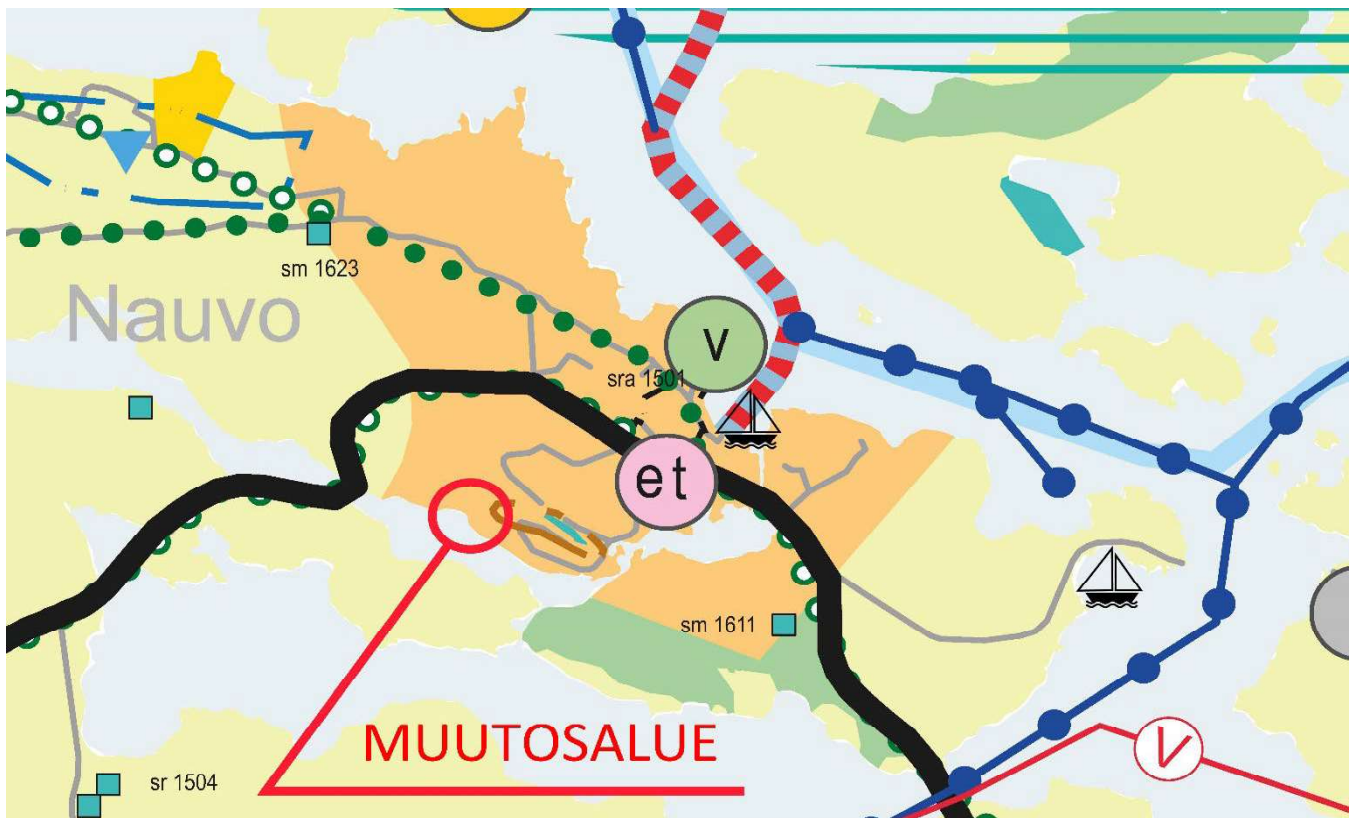 sm 1623
Nauvo
V
sra 1501
et
sm 1611
MUUTOSALUE
V
sr 1504